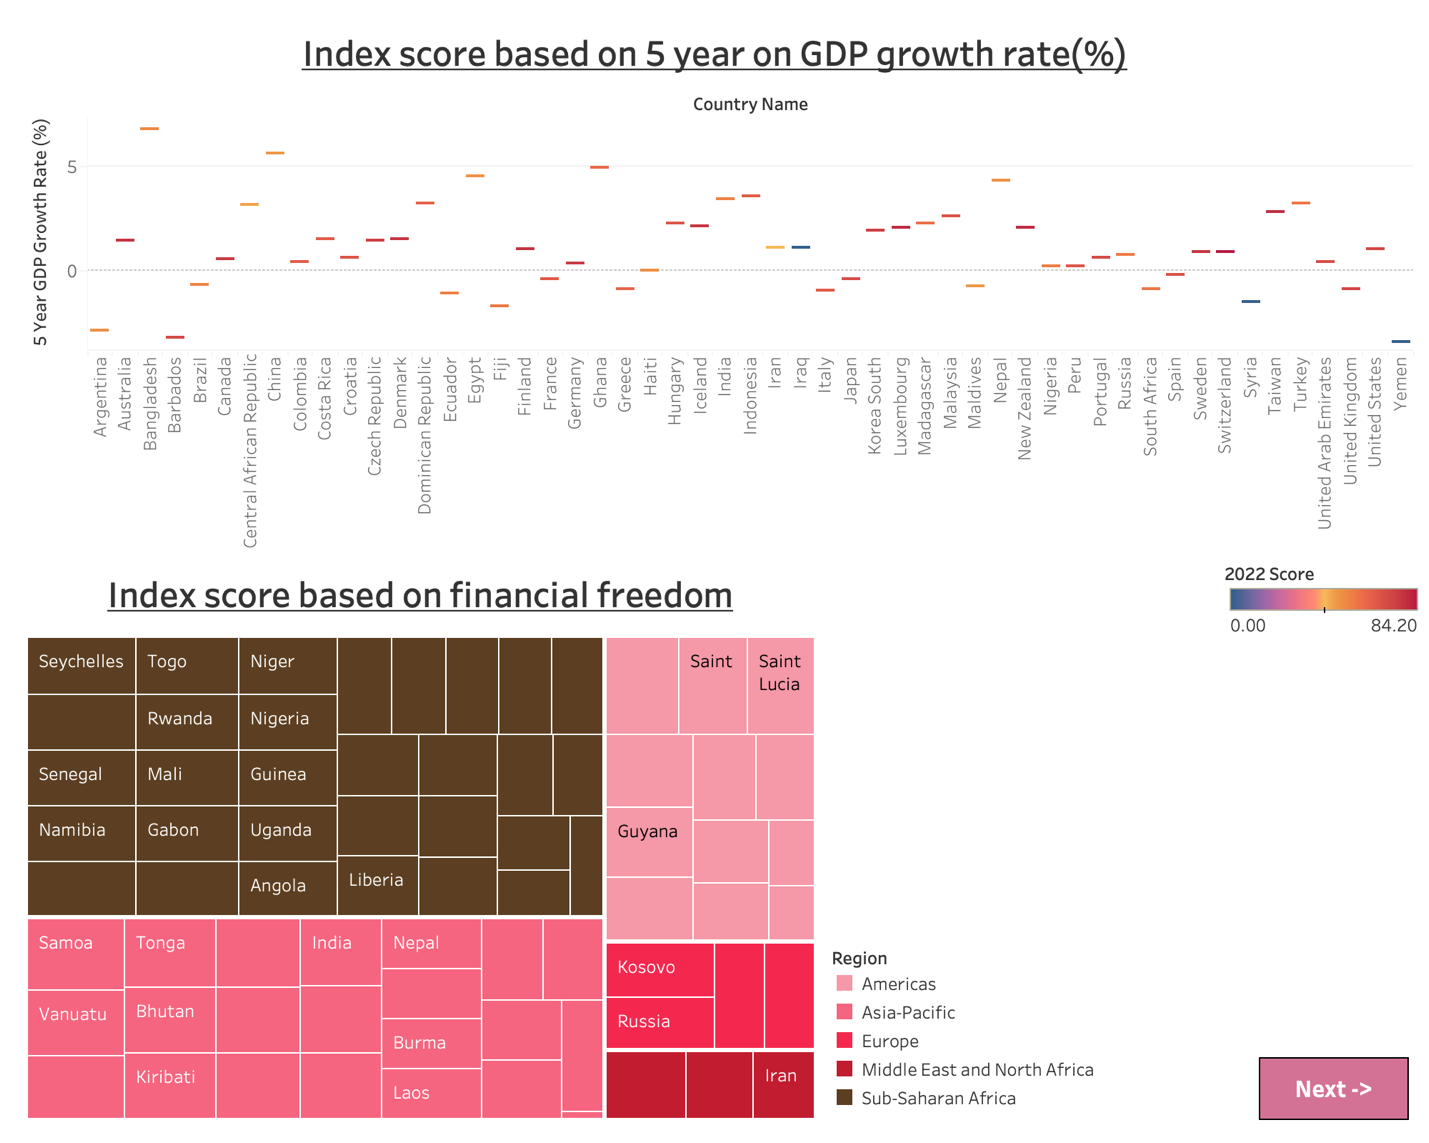 Index score based on 5 year on GDP growth rate(%)
Country Name
5 Year GDP Growth Rate (%)
5
0
Argentina
Australia
Bangladesh
Barbados
Brazil
Canada
Central African Republic
China
Colombia
Costa Rica
Croatia
Czech Republic
Denmark
Dominican Republic
Ecuador
Egypt
Fiji
Finland
France
Germany
Ghana
Greece
Haiti
Hungary
Iceland
India
Indonesia
Iran
Iraq
Italy
Japan
Korea South
Luxembourg
Madagascar
Malaysia
Maldives
Nepal
New Zealand
Nigeria
Peru
Portugal
Russia
South Africa
Spain
Sweden
Switzerland
Syria
Taiwan
Turkey
United Arab Emirates
United Kingdom
United States
Yemen
2022 Score
0.00 84.20
Index score based on financial freedom
Seychelles Togo Niger
Rwanda Nigeria
Senegal Mali Guinea
Namibia Gabon Uganda
Angola
Liberia
Saint
Saint
Lucia
Guyana
Samoa Tonga India Nepal
Vanuatu Bhutan
Burma
Kiribati
Laos
Kosovo
Russia
Iran
Region
Americas
Asia-Pacific
Europe
Middle East and North Africa
Sub-Saharan Africa
Next ->